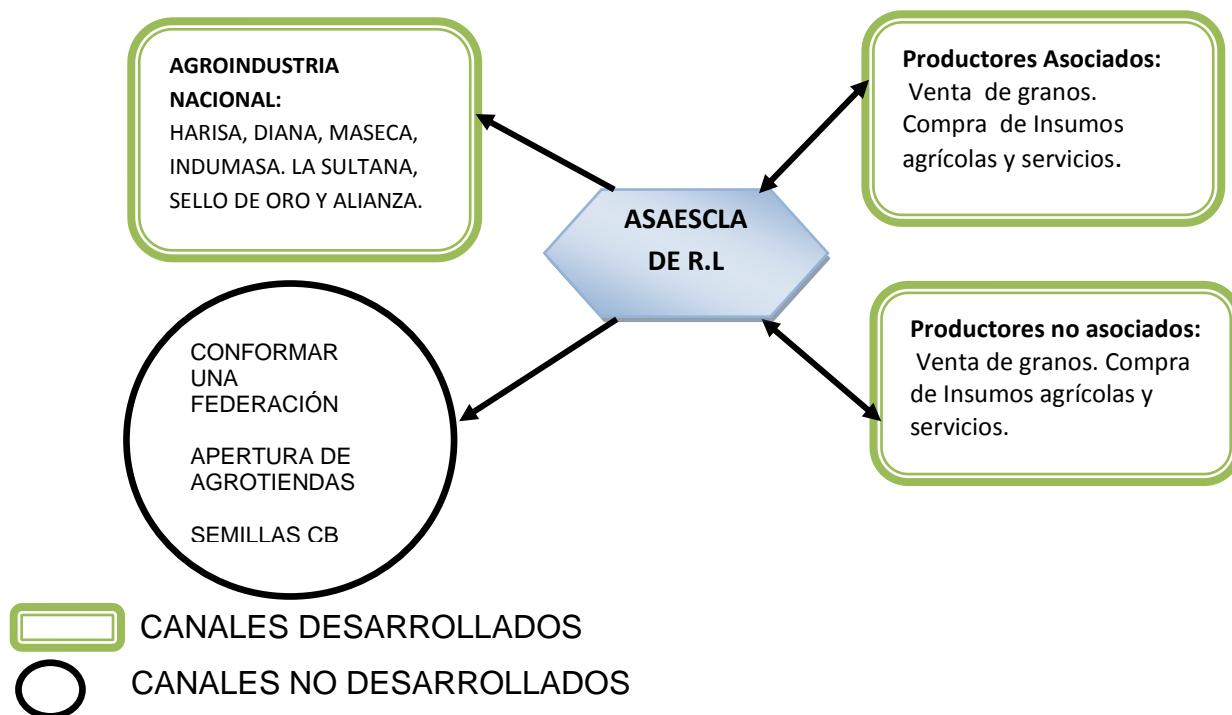 AGROINDUSTRIA
NACIONAL:
HARISA, DIANA, MASECA,
INDUMASA. LA SULTANA,
SELLO DE ORO Y ALIANZA.
Productores Asociados:
Venta de granos.
Compra de Insumos
agrícolas y servicios.
ASAESCLA
DE R.L
CONFORMAR
UNA
FEDERACIÓN
APERTURA DE
AGROTIENDAS
SEMILLAS CB
Productores no asociados:
Venta de granos. Compra
de Insumos agrícolas y
servicios.
CANALES DESARROLLADOS
CANALES NO DESARROLLADOS